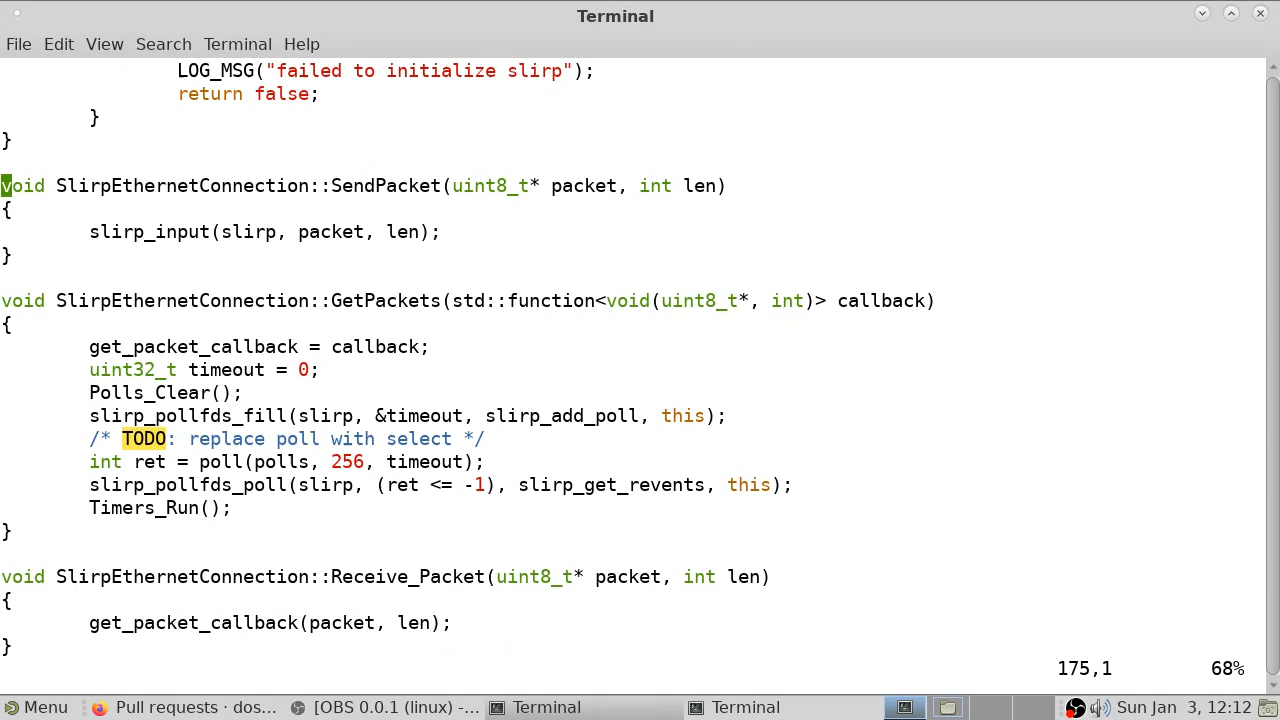 Terminal
File Edit View Search Terminal Help
LOG_MSG("failed to initialize slirp");
return false;
}
}
void SlirpEthernetConnection::SendPacket(uint8_t* packet, int len)
{
slirp_input(slirp, packet, len);
}
void SlirpEthernetConnection::GetPackets(std::function<void(uint8_t*, int)> callback)
{
get_packet_callback = callback;
uint32_t timeout = 0;
Polls_Clear();
slirp_pollfds_fill(slirp, &timeout, slirp_add_poll, this);
/* TODO: replace poll with select */
int ret = poll(polls, 256, timeout);
slirp_pollfds_poll(slirp, (ret <= -1), slirp_get_revents, this);
Timers_Run();
}
void SlirpEthernetConnection::Receive_Packet(uint8_t* packet, int len)
{
get_packet_callback(packet, len);
}
175,1 68%
Menu Pull requests · dos... [OBS 0.0.1 (linux) -... Terminal Terminal Sun Jan 3, 12:12